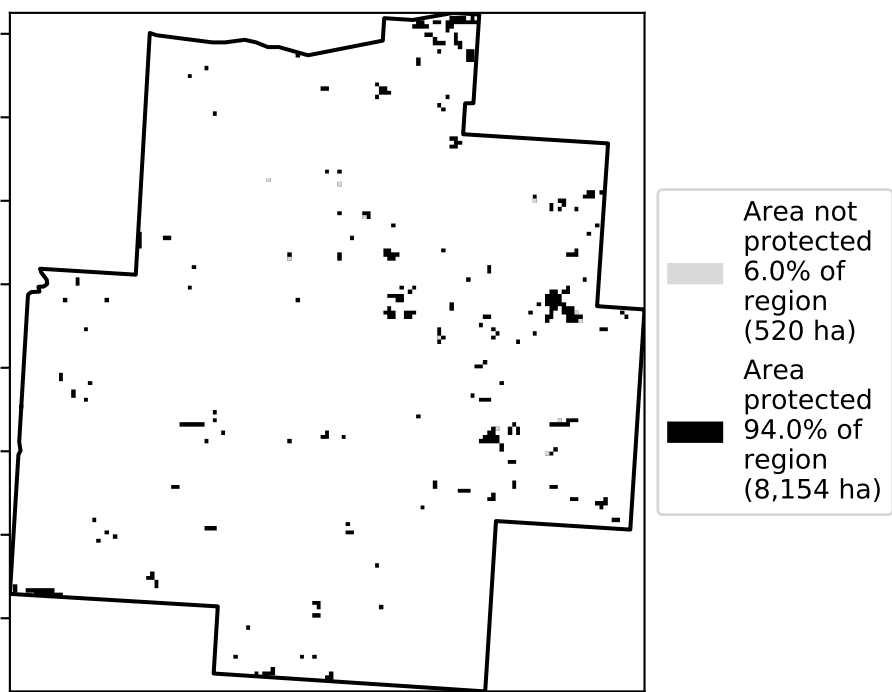 Area not
protected
6.0% of
region
(520 ha)
Area
protected
94.0% of
region
(8,154 ha)